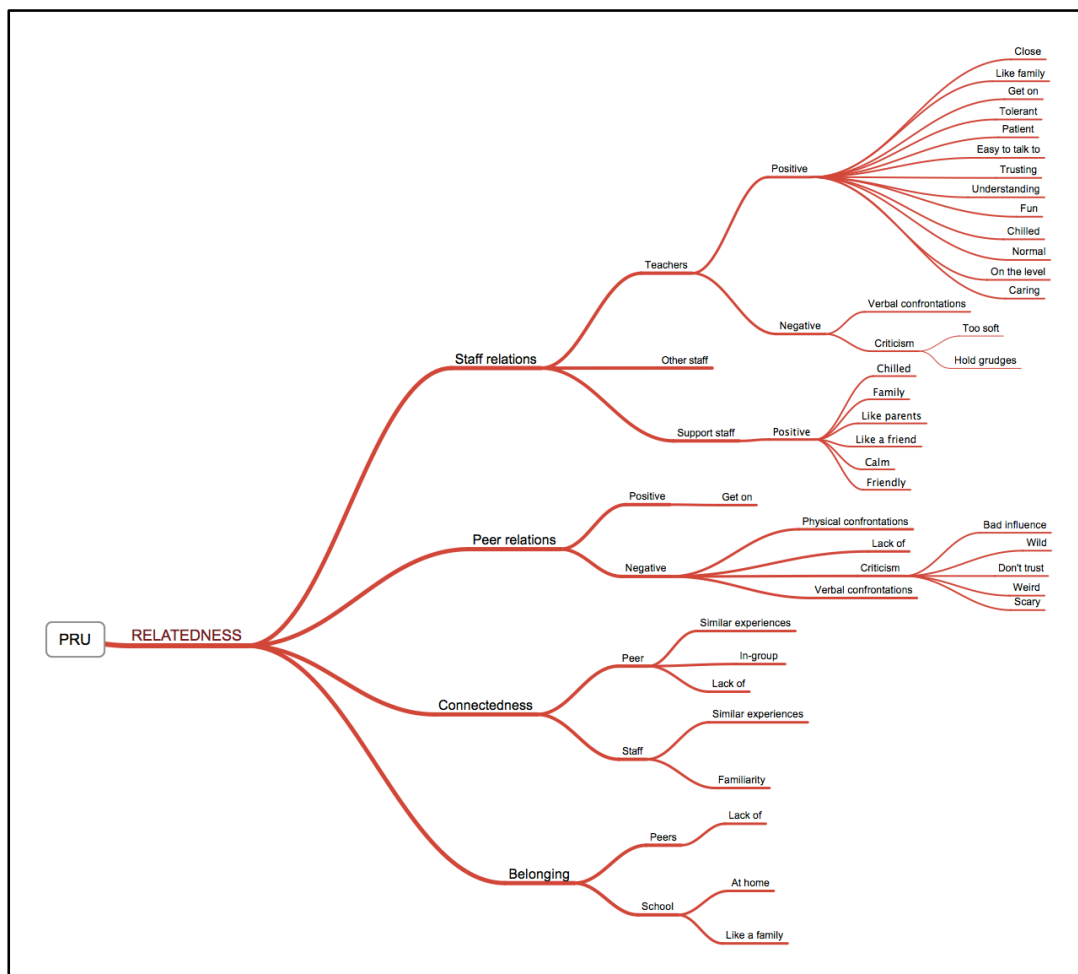 PRU
RELATEDNESS
Staff relations
Teachers
Positive
Close
Like family
Get on
Tolerant
Patient
Easy to talk to
Trusting
Understanding
Fun
Chilled
Normal
On the level
Caring
Negative
Verbal confrontations
Criticism
Too soft
Hold grudges
Other staff
Support staff
Positive
Chilled
Family
Like parents
Like a friend
Calm
Friendly
Peer relations
Positive
Get on
Negative
Physical confrontations
Lack of
Criticism
Bad influence
Wild
Don't trust
Weird
Scary
Verbal confrontations
Connectedness
Peer
Similar experiences
In-group
Lack of
Staff
Similar experiences
Familiarity
Belonging
Peers
Lack of
School
At home
Like a family